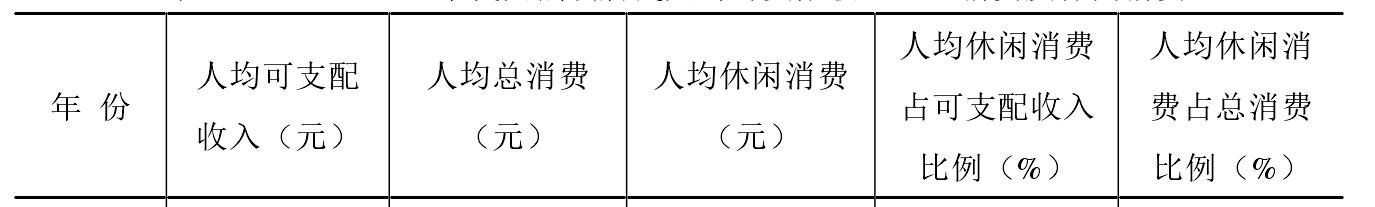 年 份
人均可支配
收入（元）
人均总消费
（元）
人均休闲消费
（元）
人均休闲消费
占可支配收入
比例（%）
人均休闲消
费占总消费
比例（%）